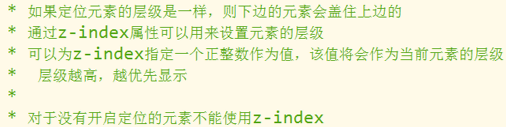 * 如果定位元素的层级是一样，则下边的元素会盖住上边的
* 通过z-index属性可以用来设置元素的层级
* 可以为z-index指定一个正整数作为值，该值将会作为当前元素的层级
*  层级越高，越优先显示
*
* 对于没有开启定位的元素不能使用z-index